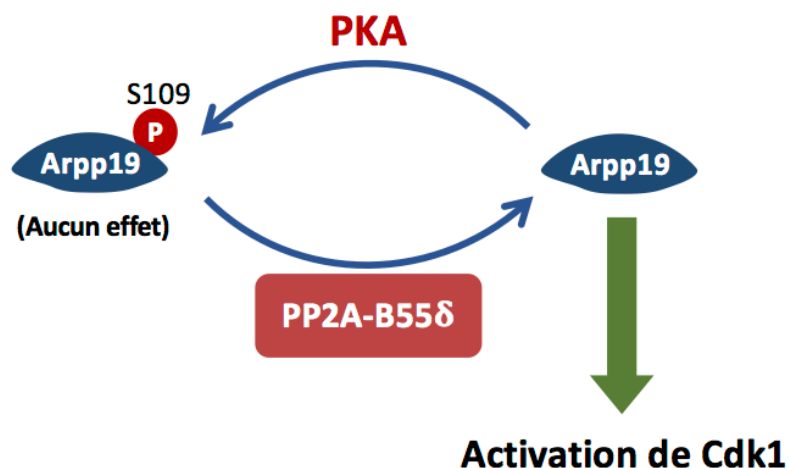 PKA
S109
P
Arpp19
(Aucun effet)
Arpp19
PP2A-B55δ
Activation de Cdk1